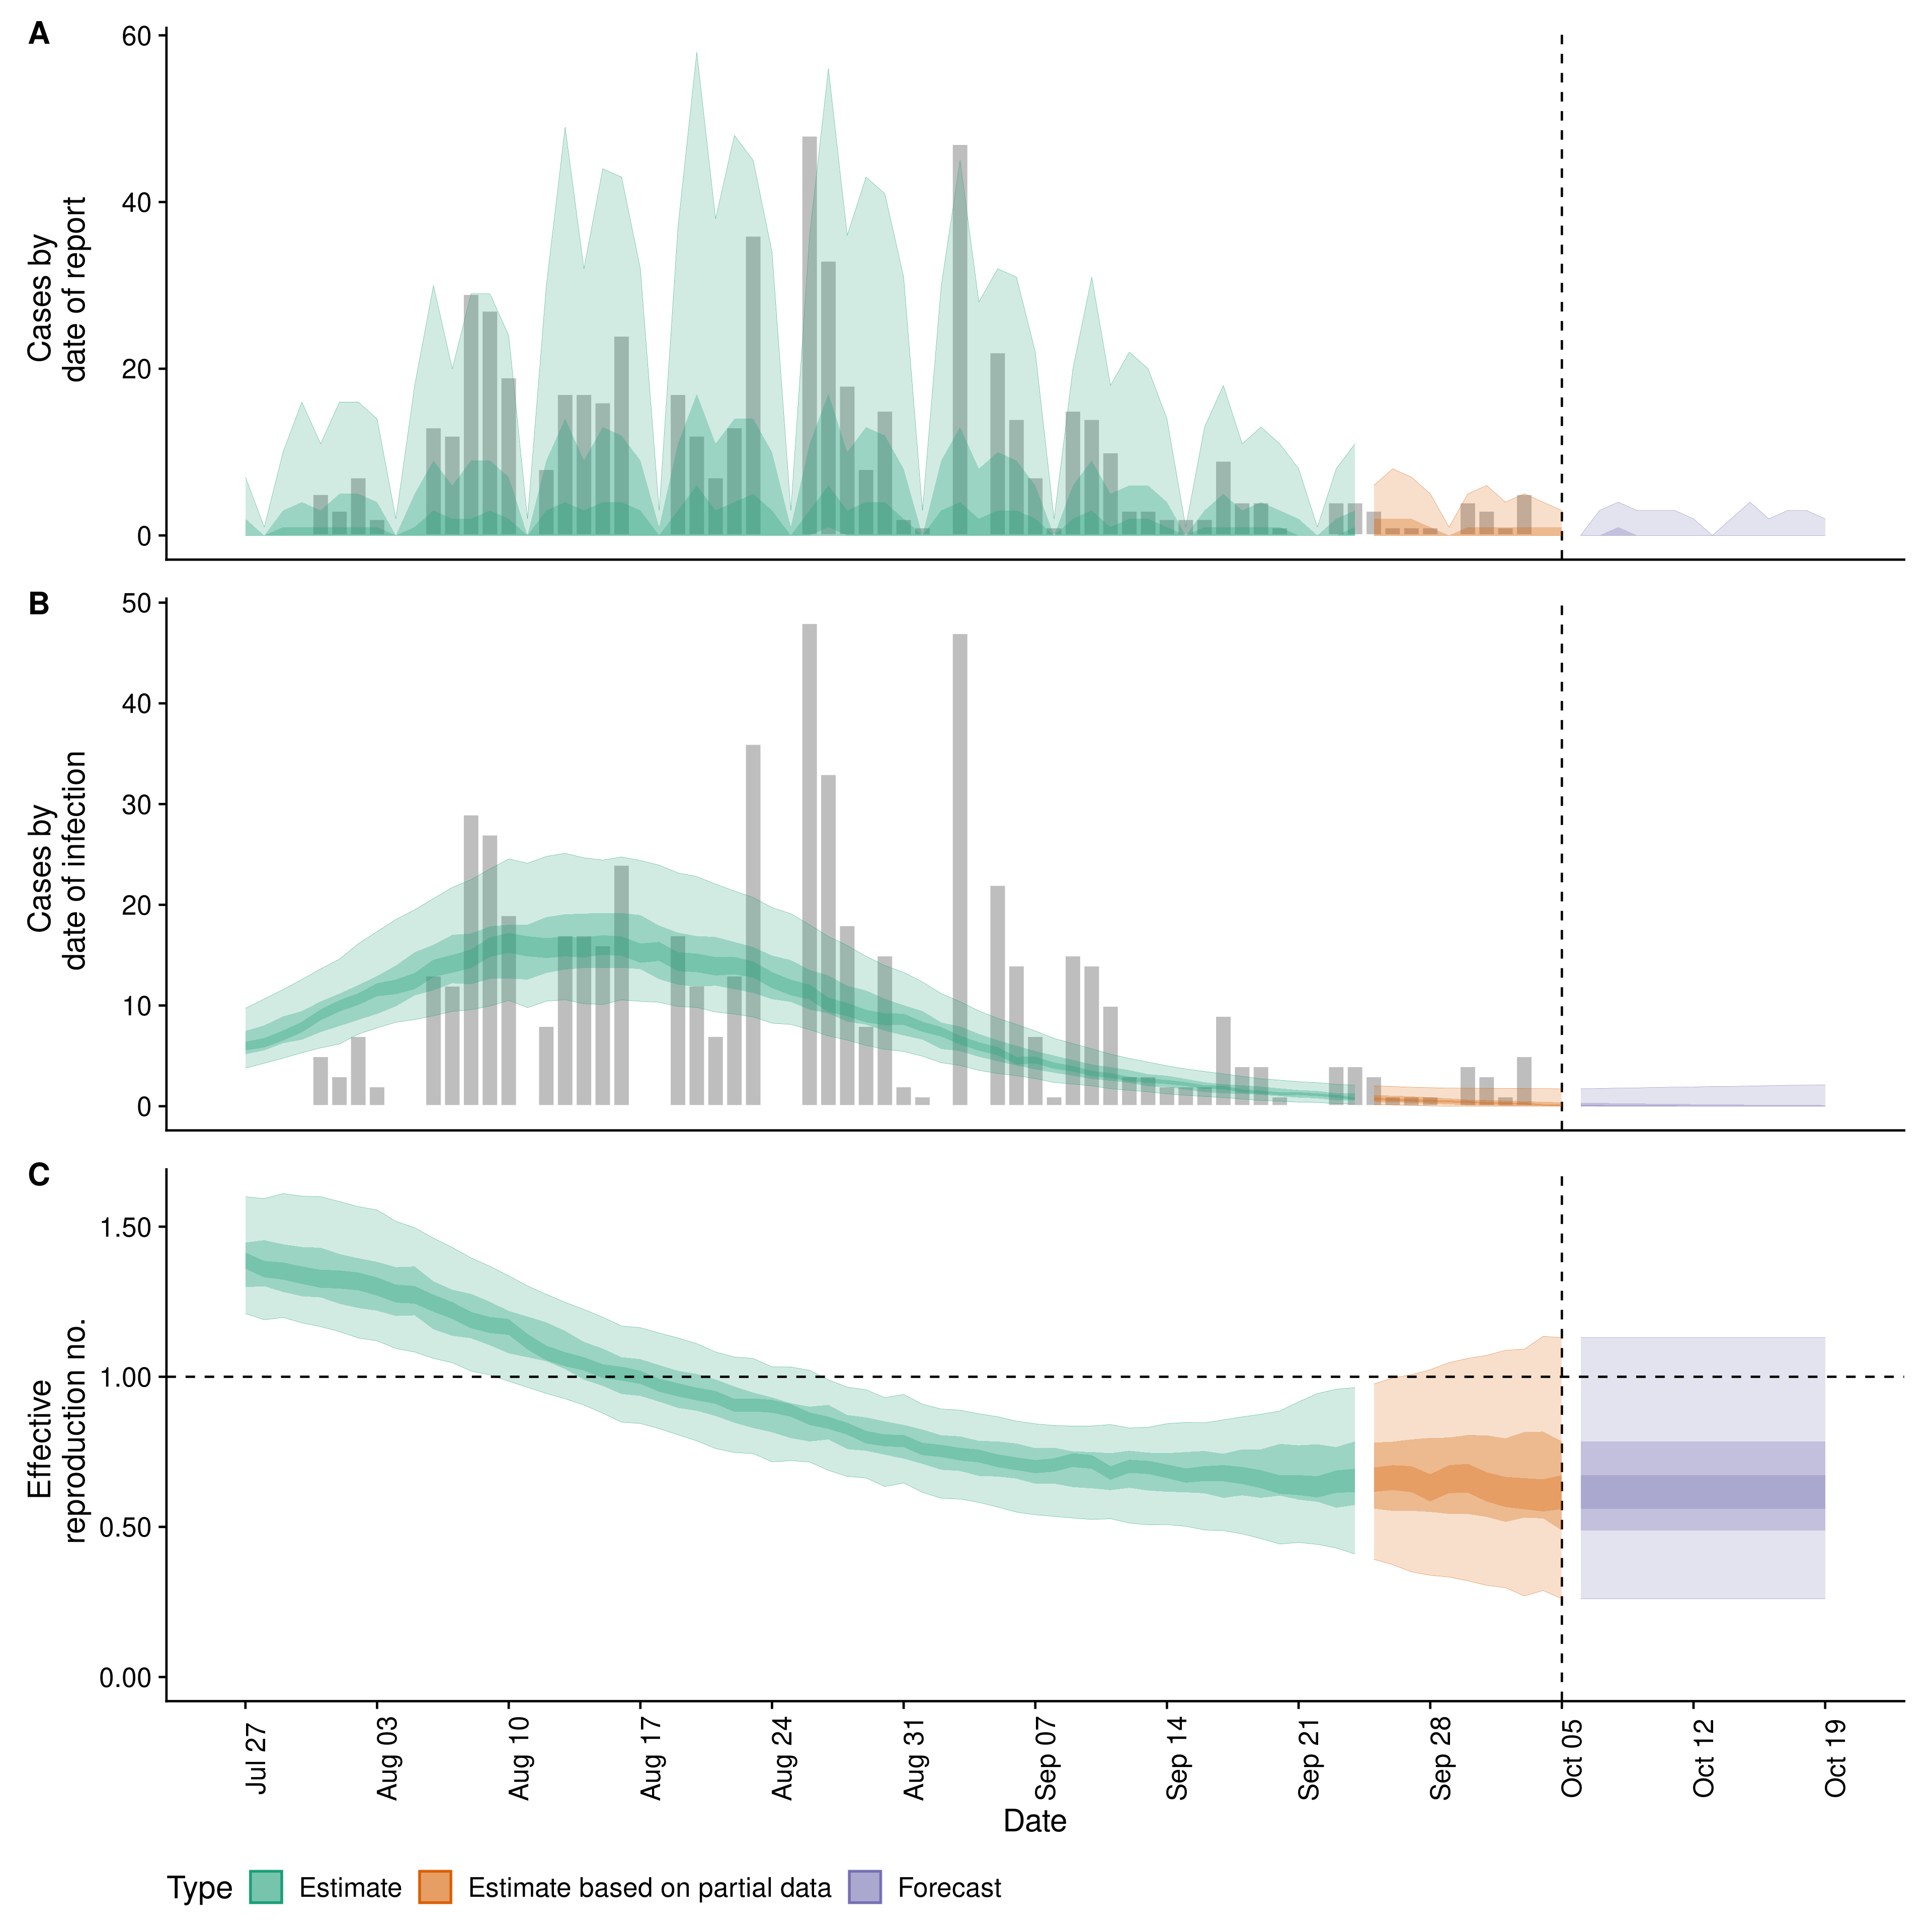 A
60
40
20
0
Cases by
date of report
B
50
40
30
20
10
0
Cases by
date of infection
C
1.50
1.00
0.50
0.00
Effective
reproduction no.
Jul 27
Aug 03
Aug 10
Aug 17
Aug 24
Aug 31
Sep 07
Sep 14
Sep 21
Sep 28
Oct 05
Oct 12
Oct 19
Date
Type Estimate Estimate based on partial data Forecast